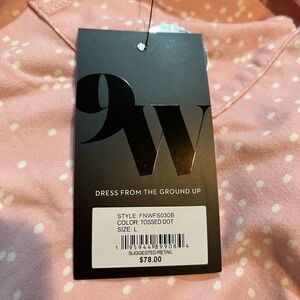 9W
DRESS FROM THE GROUND UP
STYLE: FNWFS030B
COLOR: TOSSED DOT
SIZE: L
SUGGESTED RETAIL
$78.00